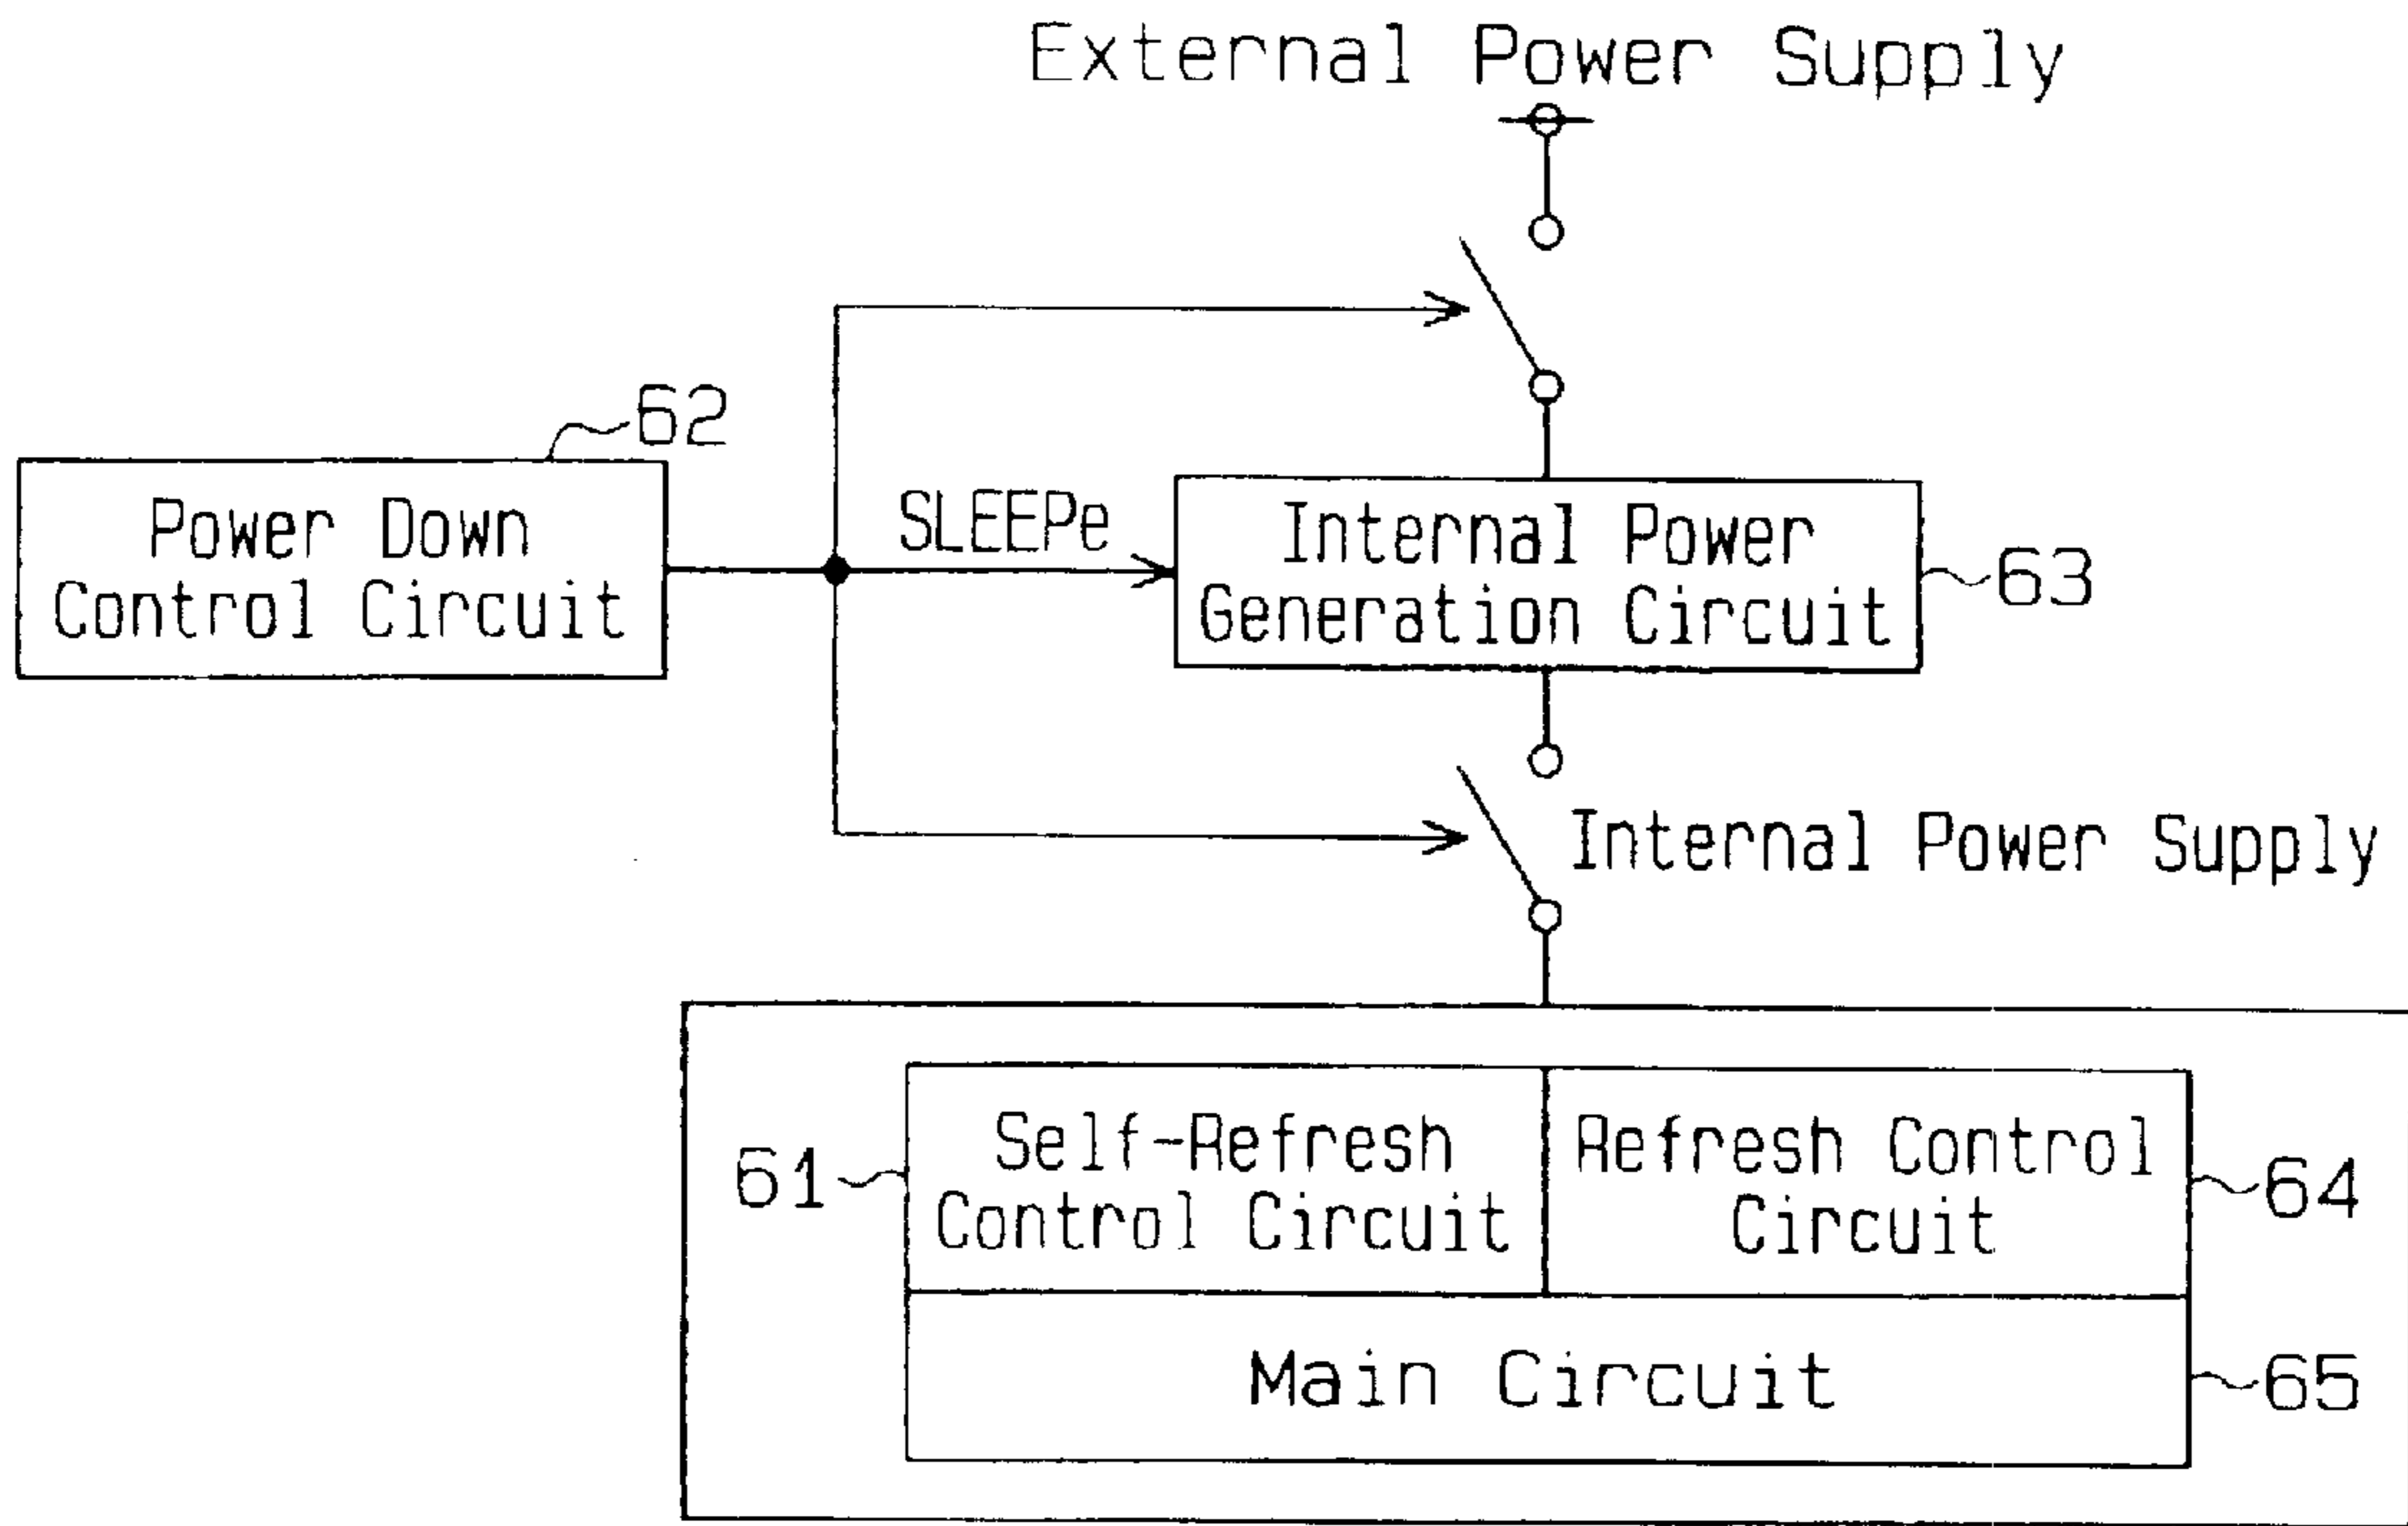 External Power Supply
62
Power Down
Control Circuit
SLEEPe
Internal Power
Generation Circuit
63
Internal Power Supply
61
Self-Refresh
Control Circuit
Refresh Control
Circuit
64
Main Circuit
65